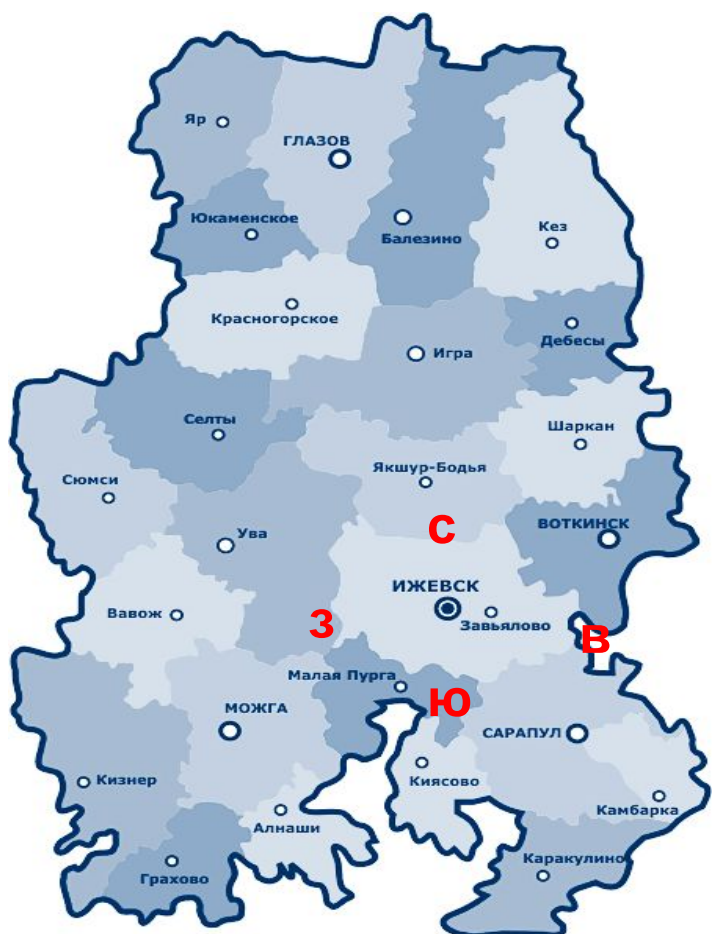 Яр
ГЛАЗОВ
Юкаменское
Балезино
Кез
Красногорское
Игра
Дебесы
Селты
Шаркан
Якшур-Бодья
Сюмси
С
Ува
ВОТКИНСК
ИЖЕВСК
Вавож
З
Завьялово
В
Малая Пурга
Ю
МОЖГА
САРАПУЛ
Кизнер
Киясово
Камбарка
Алнаши
Каракулино
Грахово